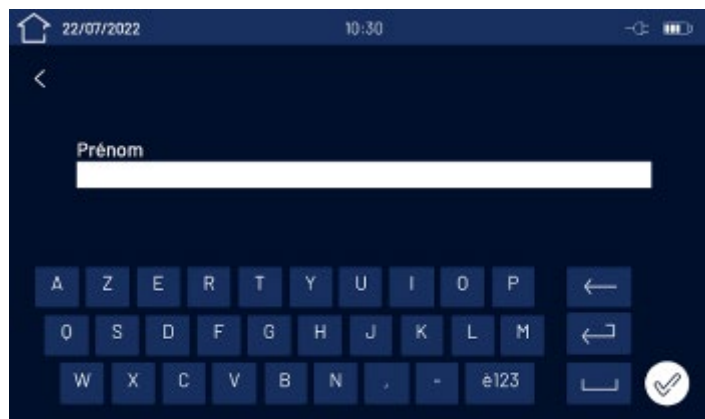 22/07/2022 10:30
Prénom
A Z E R T Y U I O P
Q S D F G H J K L M
W X C V B N , - è123